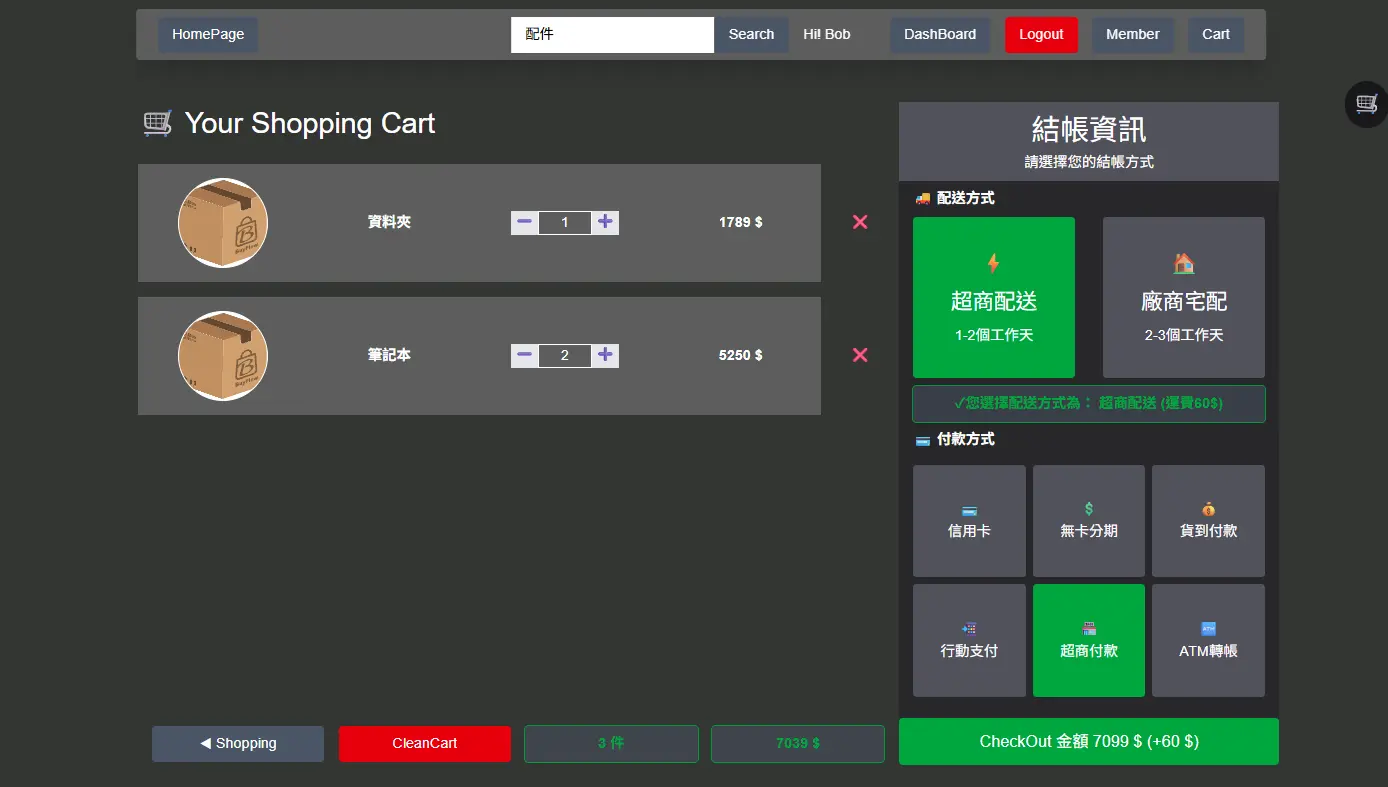 HomePage
配件
Search
Hi! Bob
DashBoard
Logout
Member
Cart
Your Shopping Cart
資料夾
1
1789 $
筆記本
2
5250 $
◀ Shopping
CleanCart
3 件
7039 $
結帳資訊
請選擇您的結帳方式
配送方式
超商配送
1-2個工作天
廠商宅配
2-3個工作天
✓您選擇配送方式為： 超商配送 (運費60$)
付款方式
信用卡
無卡分期
貨到付款
行動支付
超商付款
ATM轉帳
CheckOut 金額 7099 $ (+60 $)